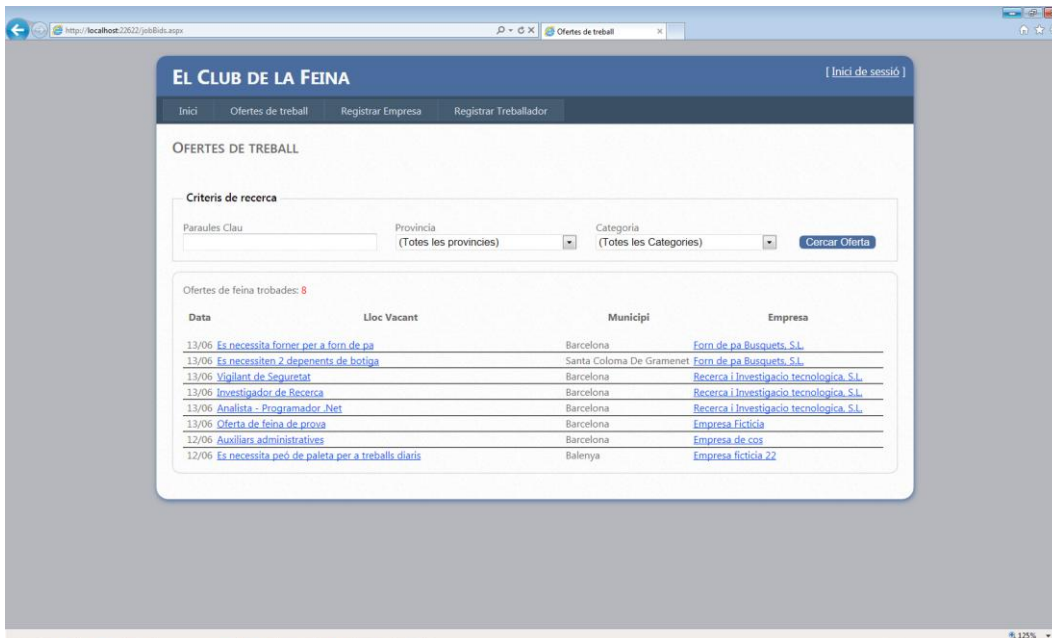 http://localhost:22622/jobBids.aspx
Ofertes de treball
EL CLUB DE LA FEINA
[ Inici de sessió ]
Inici Ofertes de treball Registrar Empresa Registrar Treballador
OFERTES DE TREBALL
Criteris de recerca
Paraules Clau Provincia Categoria
(Totes les provincies) (Totes les Categories) Cercar Oferta
Ofertes de feina trobades: 8
Data Lloc Vacant Municipi Empresa
13/06 Es necessita forner per a forn de pa Barcelona Forn de pa Busquets, S.L.
13/06 Es necessiten 2 depenents de botiga Santa Coloma De Gramenet Forn de pa Busquets, S.L.
13/06 Vigilant de Seguretat Barcelona Recerca i Investigacio tecnologica, S.L.
13/06 Investigador de Recerca Barcelona Recerca i Investigacio tecnologica, S.L.
13/06 Analista - Programador .Net Barcelona Recerca i Investigacio tecnologica, S.L.
13/06 Oferta de feina de prova Barcelona Empresa Ficticia
12/06 Auxiliars administratives Barcelona Empresa de cos
12/06 Es necessita peó de paleta per a treballs diaris Balenya Empresa ficticia 22
125%